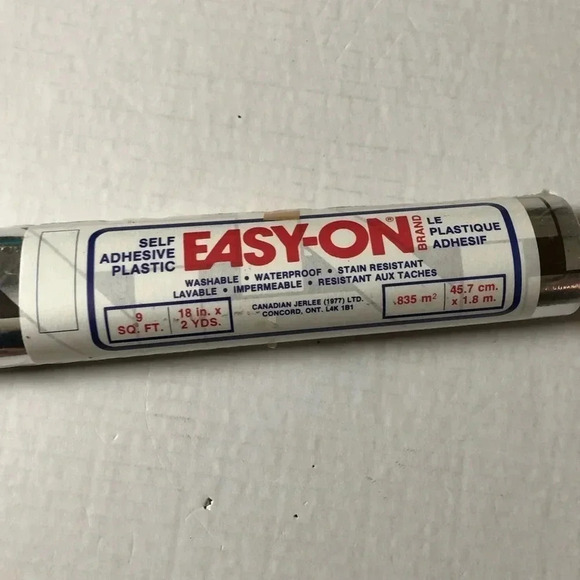 SELF
ADHESIVE
PLASTIC
EASY-ON®
BRAND
LE
PLASTIQUE
ADHESIF
WASHABLE • WATERPROOF • STAIN RESISTANT
LAVABLE • IMPERMEABLE • RESISTANT AUX TACHES
9
SQ. FT.
18 in. x
2 YDS.
CANADIAN JERLEE (1977) LTD.
CONCORD, ONT. L4K 1B1
.835 m²
45.7 cm.
x 1.8 m.